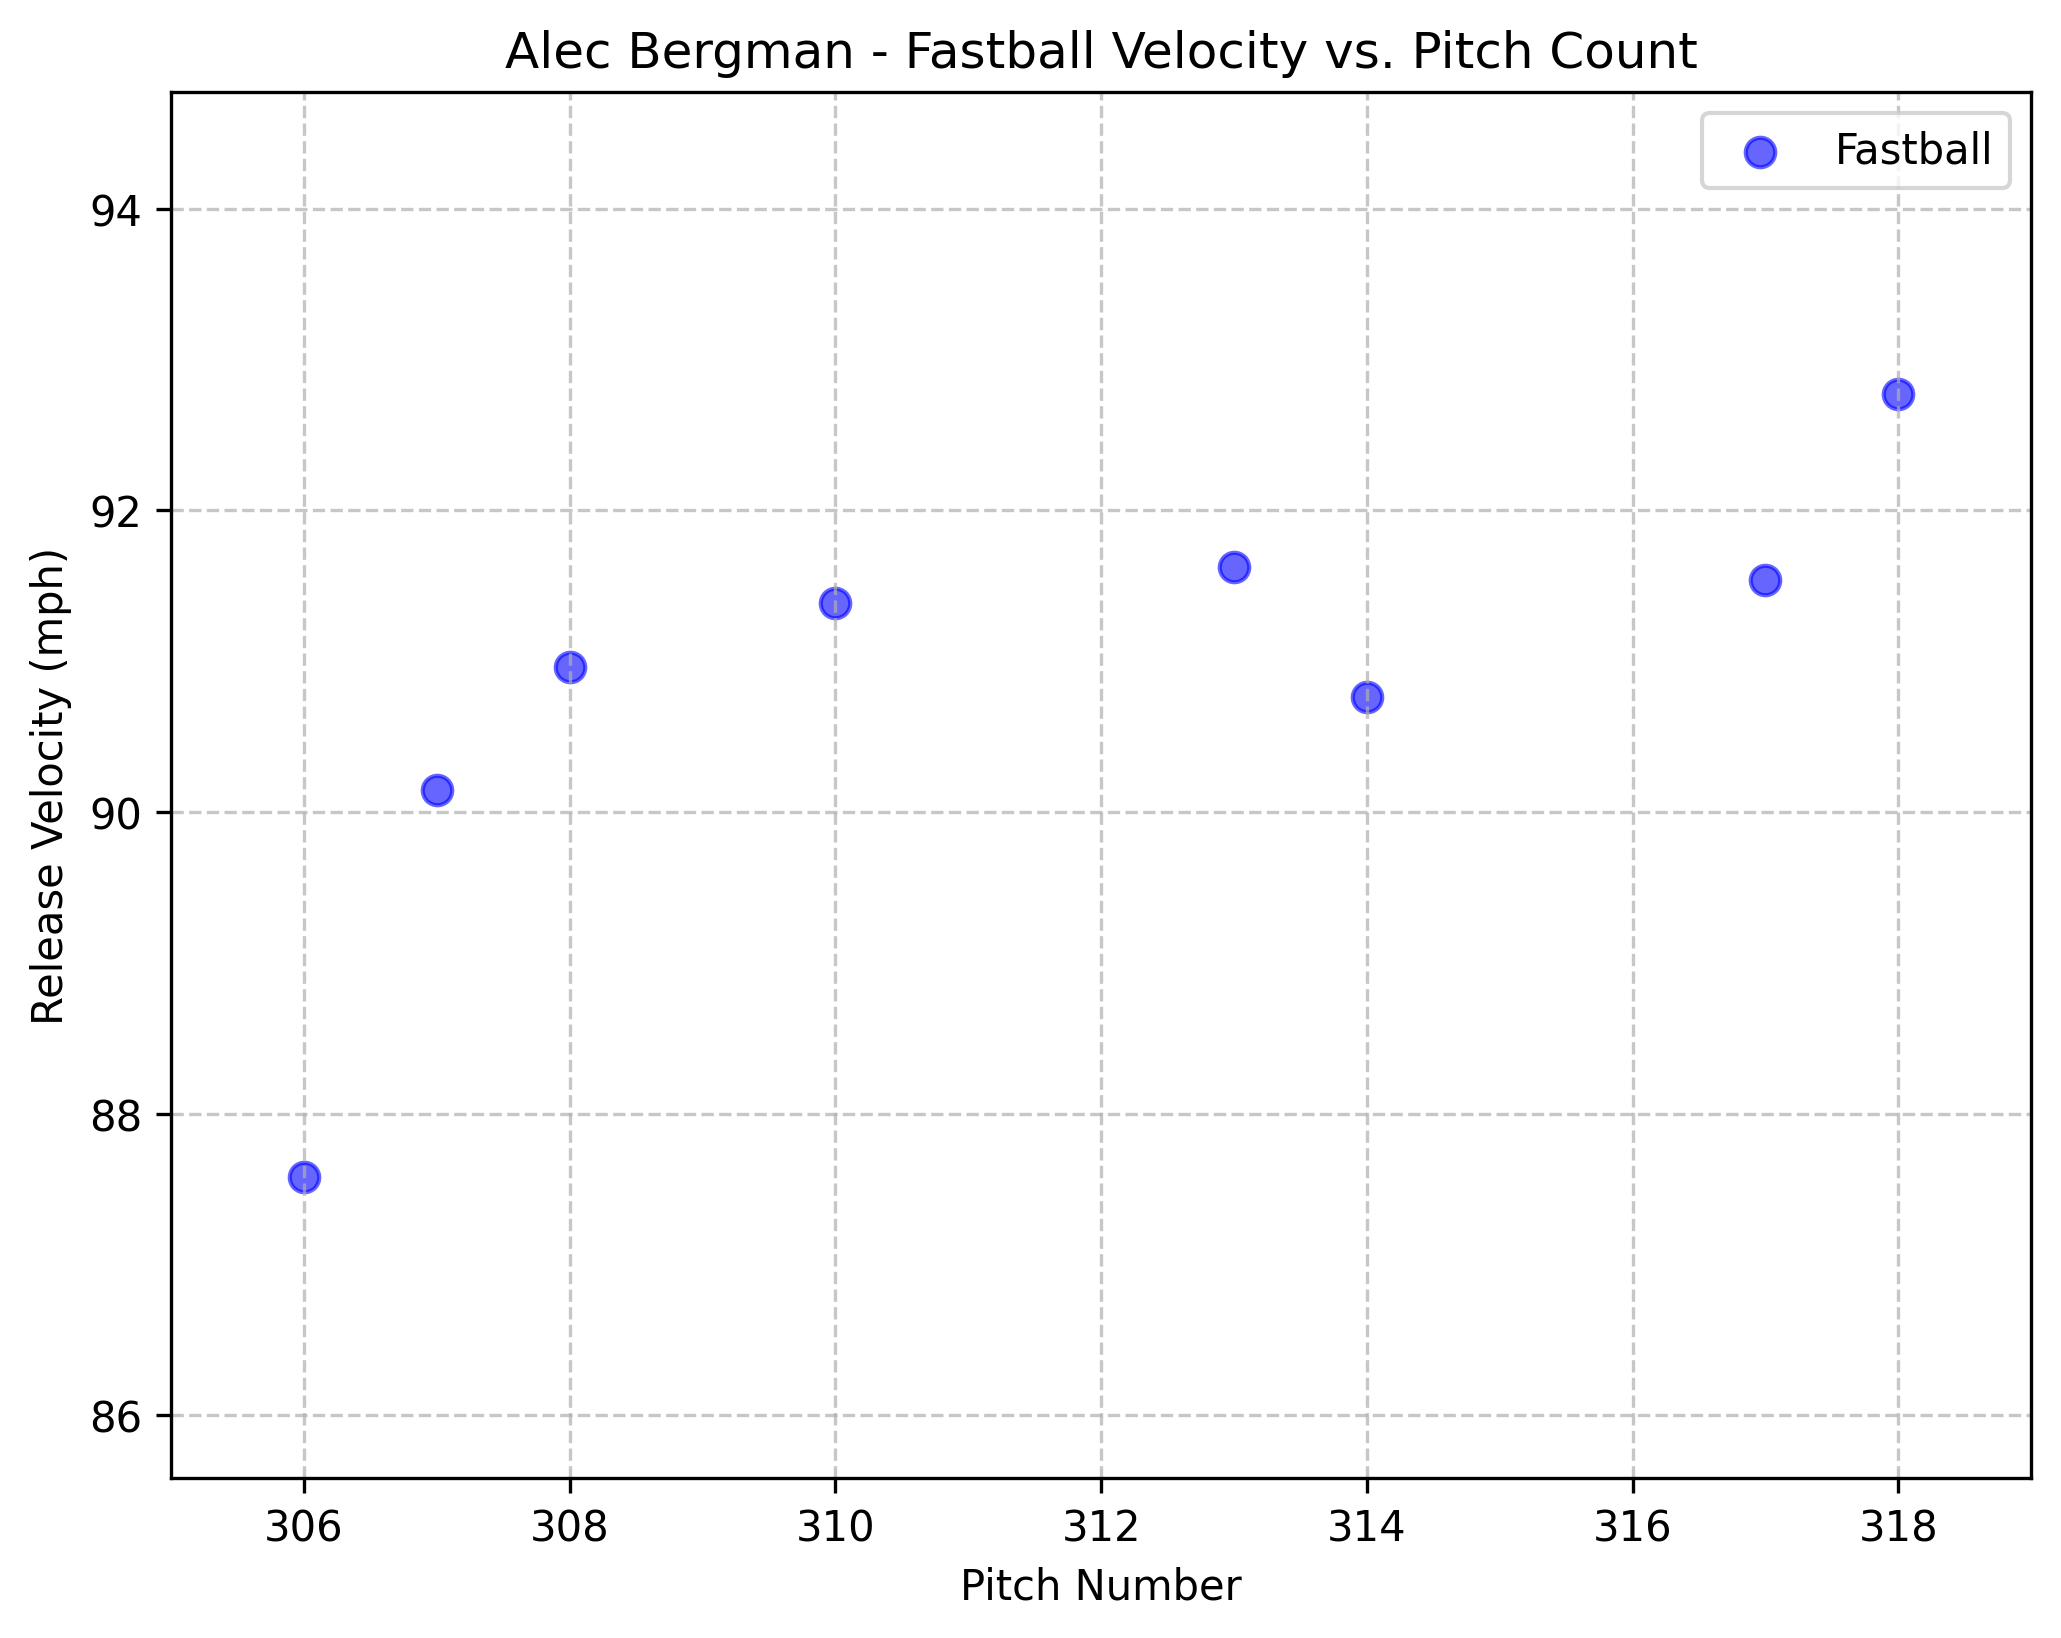 Alec Bergman - Fastball Velocity vs. Pitch Count
Fastball
94
92
90
88
86
Release Velocity (mph)
306 308 310 312 314 316 318
Pitch Number